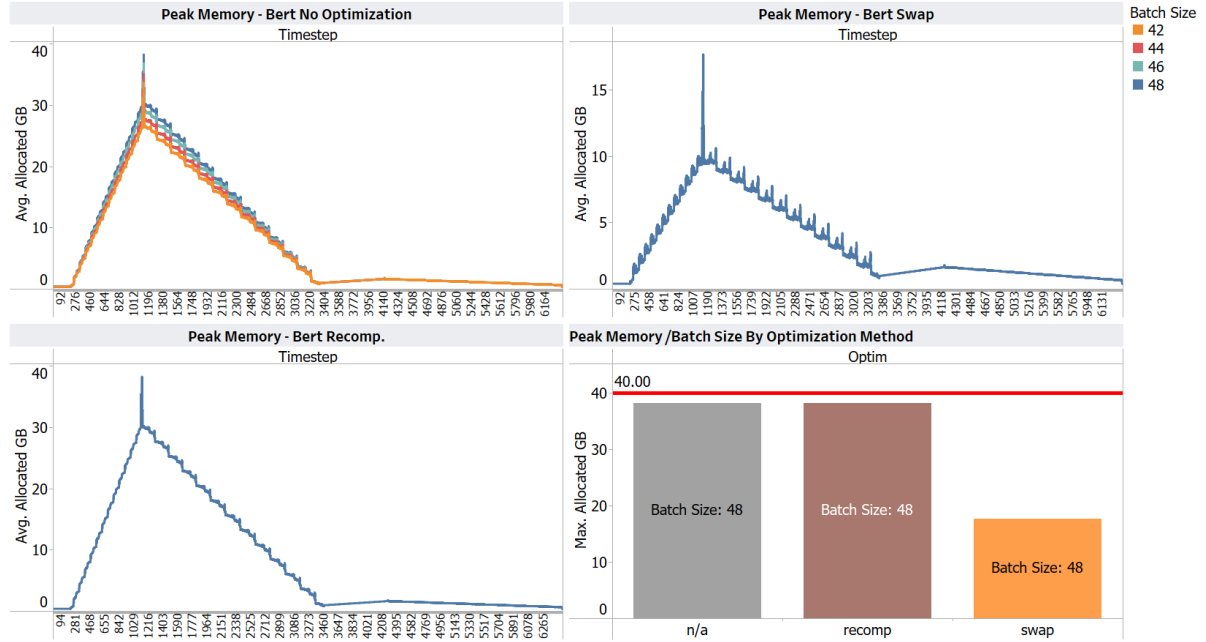 Peak Memory - Bert No Optimization
Timestep
Avg. Allocated GB
40
30
20
10
0
92 276 460 644 828 1012 1196 1380 1564 1748 1932 2116 2300 2484 2668 2852 3036 3220 3404 3588 3772 3956 4140 4324 4508 4692 4876 5060 5244 5428 5612 5796 5980 6164
Peak Memory - Bert Swap
Timestep
Avg. Allocated GB
15
10
5
0
92 275 458 641 824 1007 1190 1373 1556 1739 1922 2105 2288 2471 2654 2837 3020 3203 3386 3569 3752 3935 4118 4301 4484 4667 4850 5033 5216 5399 5582 5765 5948 6131
Batch Size
42
44
46
48
Peak Memory - Bert Recomp.
Timestep
Avg. Allocated GB
40
30
20
10
0
94 281 468 655 842 1029 1216 1403 1590 1777 1964 2151 2338 2525 2712 2899 3086 3273 3460 3647 3834 4021 4208 4395 4582 4769 4956 5143 5330 5517 5704 5891 6078 6265
Peak Memory /Batch Size By Optimization Method
Optim
Max. Allocated GB
40.00
40
30
20
10
0
Batch Size: 48
Batch Size: 48
Batch Size: 48
n/a
recomp
swap